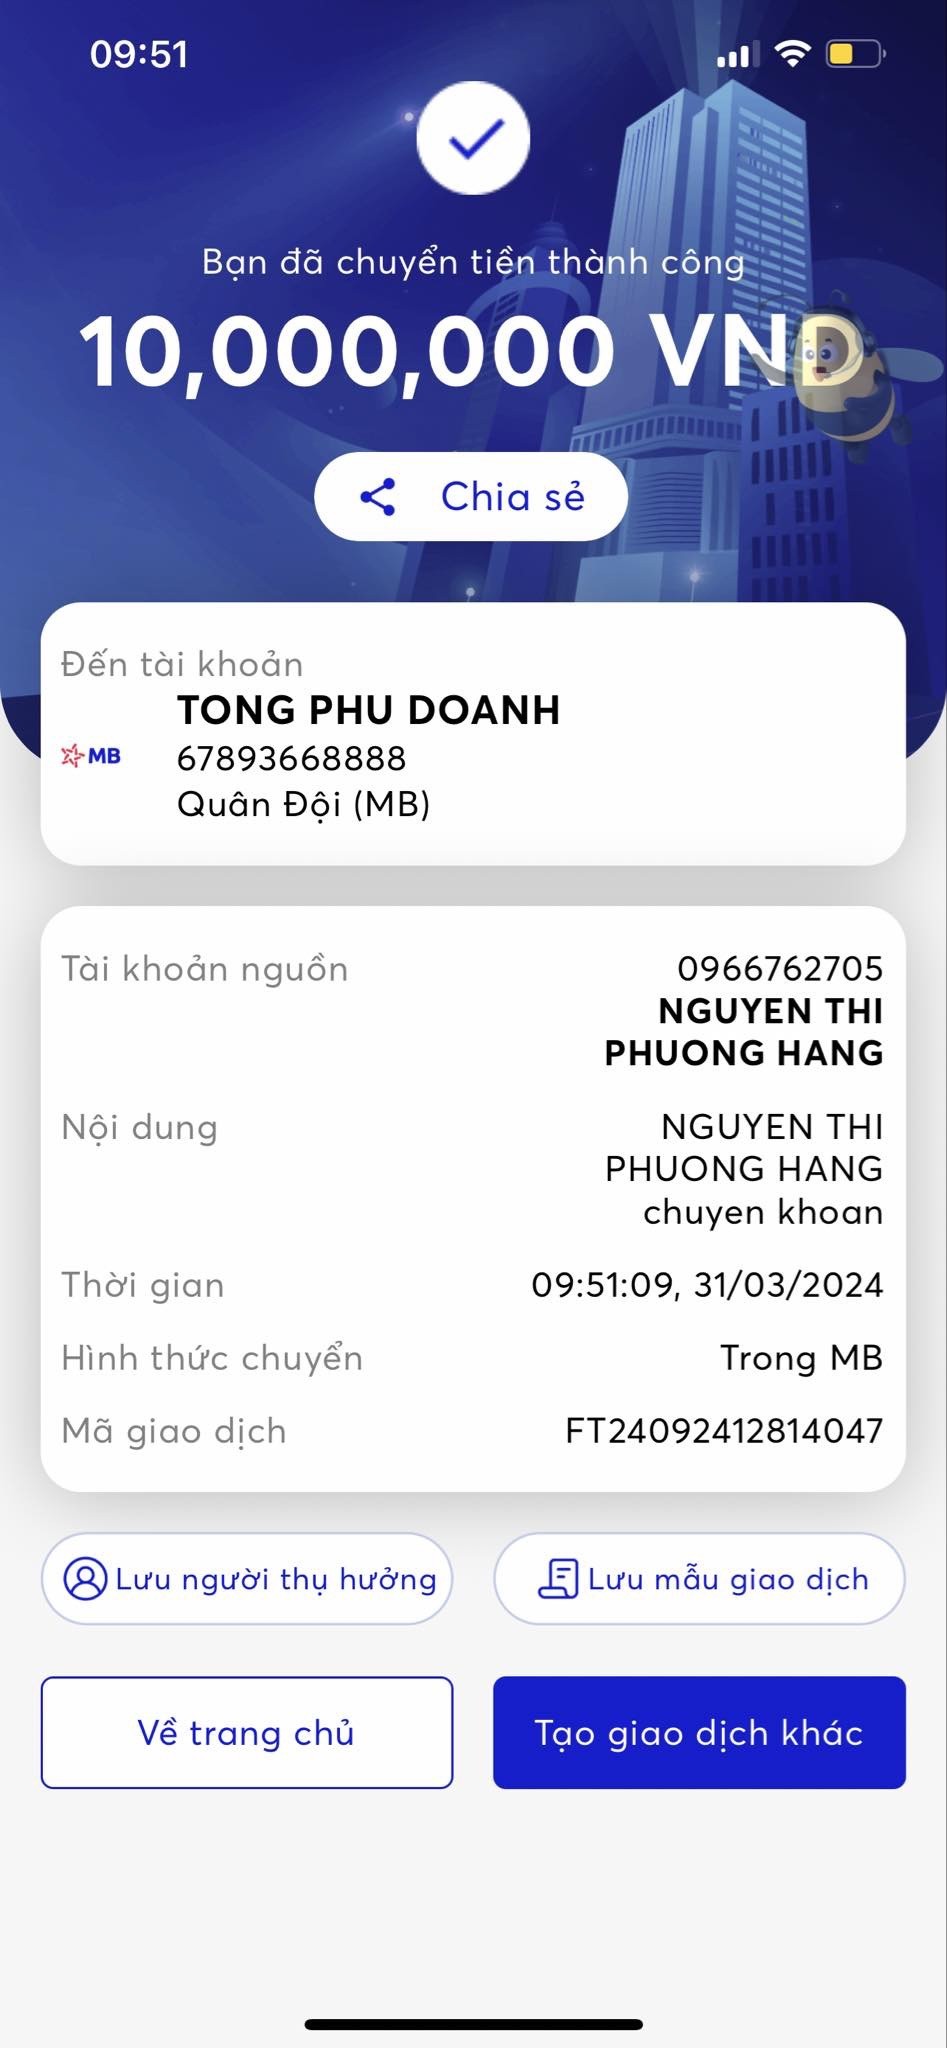 09:51
Bạn đã chuyển tiền thành công
10,000,000 VND
Chia sẻ
Đến tài khoản
TONG PHU DOANH
MB
67893668888
Quân Đội (MB)
Tài khoản nguồn
0966762705
NGUYEN THI
PHUONG HANG
Nội dung
NGUYEN THI
PHUONG HANG
chuyen khoan
Thời gian
09:51:09, 31/03/2024
Hình thức chuyển
Trong MB
Mã giao dịch
FT24092412814047
Lưu người thụ hưởng
Lưu mẫu giao dịch
Về trang chủ
Tạo giao dịch khác